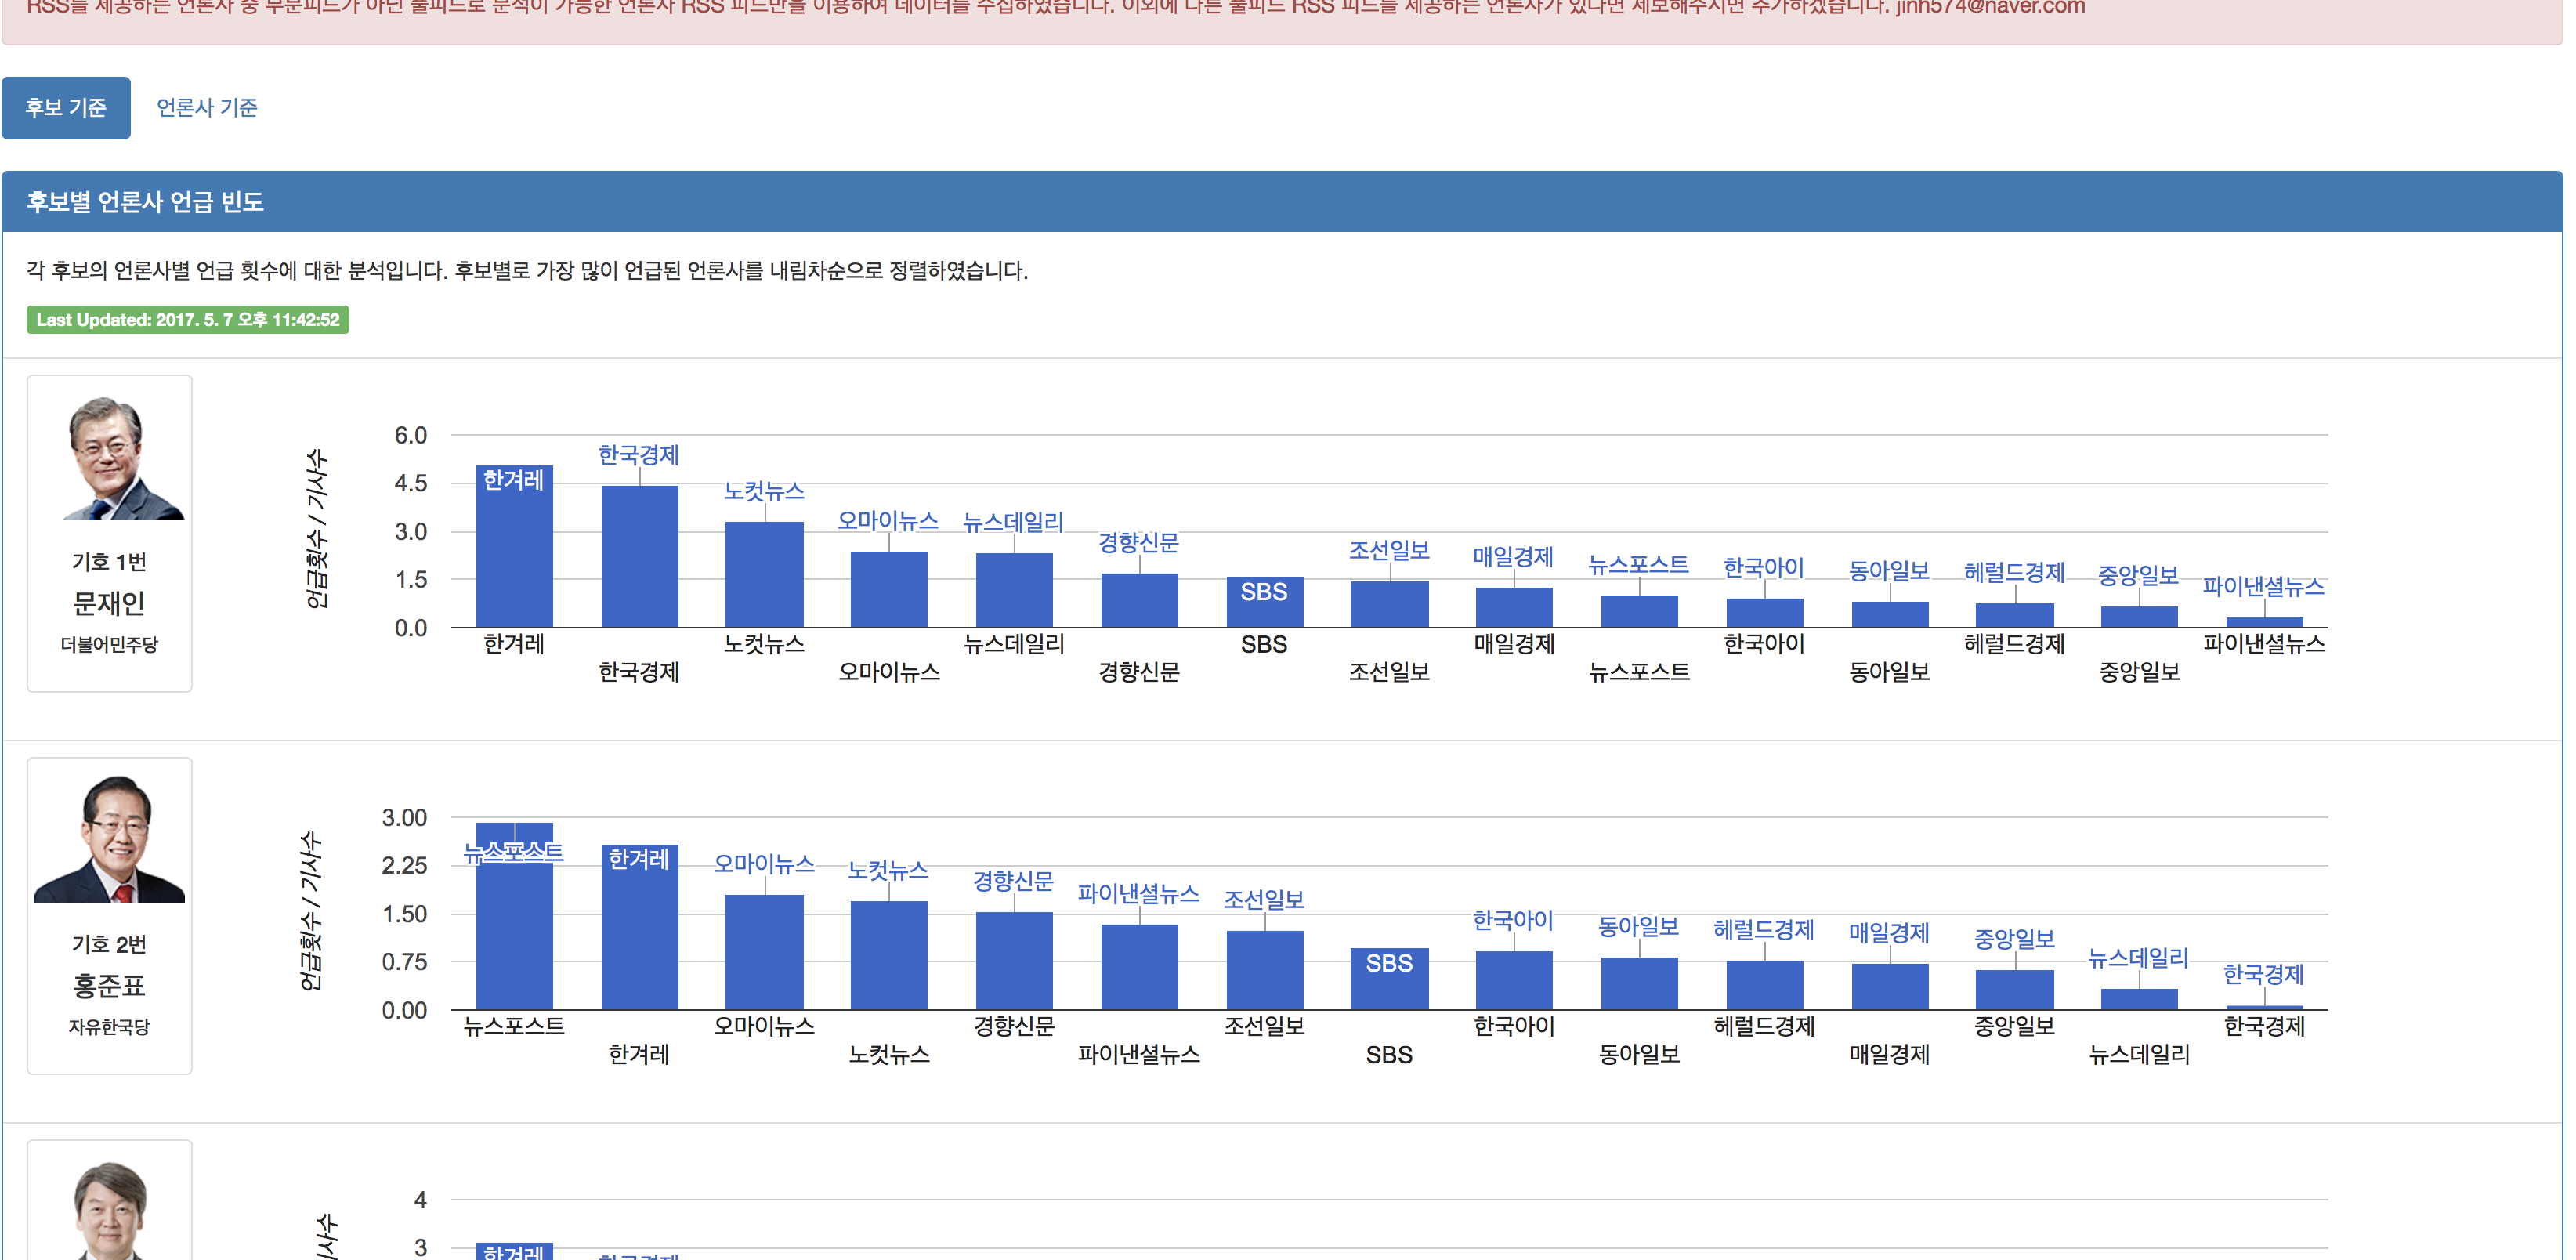 RSS를 제공하는 언론사 중 부분피드가 아닌 풀피드로 분석이 가능한 언론사 RSS 피드만을 이용하여 데이터를 수집하였습니다. 이외에 다른 풀피드 RSS 피드를 제공하는 언론사가 있다면 제보해주시면 추가하겠습니다. jinh574@naver.com
후보 기준 언론사 기준
후보별 언론사 언급 빈도
각 후보의 언론사별 언급 횟수에 대한 분석입니다. 후보별로 가장 많이 언급된 언론사를 내림차순으로 정렬하였습니다.
Last Updated: 2017. 5. 7 오후 11:42:52
기호 1번
문재인
더불어민주당
언급횟수 / 기사수
6.0
4.5
3.0
1.5
0.0
한겨레 한국경제 노컷뉴스 오마이뉴스 뉴스데일리 경향신문 SBS 조선일보 매일경제 뉴스포스트 한국아이 동아일보 헤럴드경제 중앙일보 파이낸셜뉴스
한겨레 노컷뉴스 뉴스데일리 SBS 매일경제 한국아이 헤럴드경제 파이낸셜뉴스
한국경제 오마이뉴스 경향신문 조선일보 뉴스포스트 동아일보 중앙일보
기호 2번
홍준표
자유한국당
언급횟수 / 기사수
3.00
2.25
1.50
0.75
0.00
뉴스포스트 한겨레 오마이뉴스 노컷뉴스 경향신문 파이낸셜뉴스 조선일보 SBS 한국아이 동아일보 헤럴드경제 매일경제 중앙일보 뉴스데일리 한국경제
뉴스포스트 오마이뉴스 경향신문 조선일보 한국아이 헤럴드경제 중앙일보 한국경제
한겨레 노컷뉴스 파이낸셜뉴스 SBS 동아일보 매일경제 뉴스데일리
4
3
한겨레